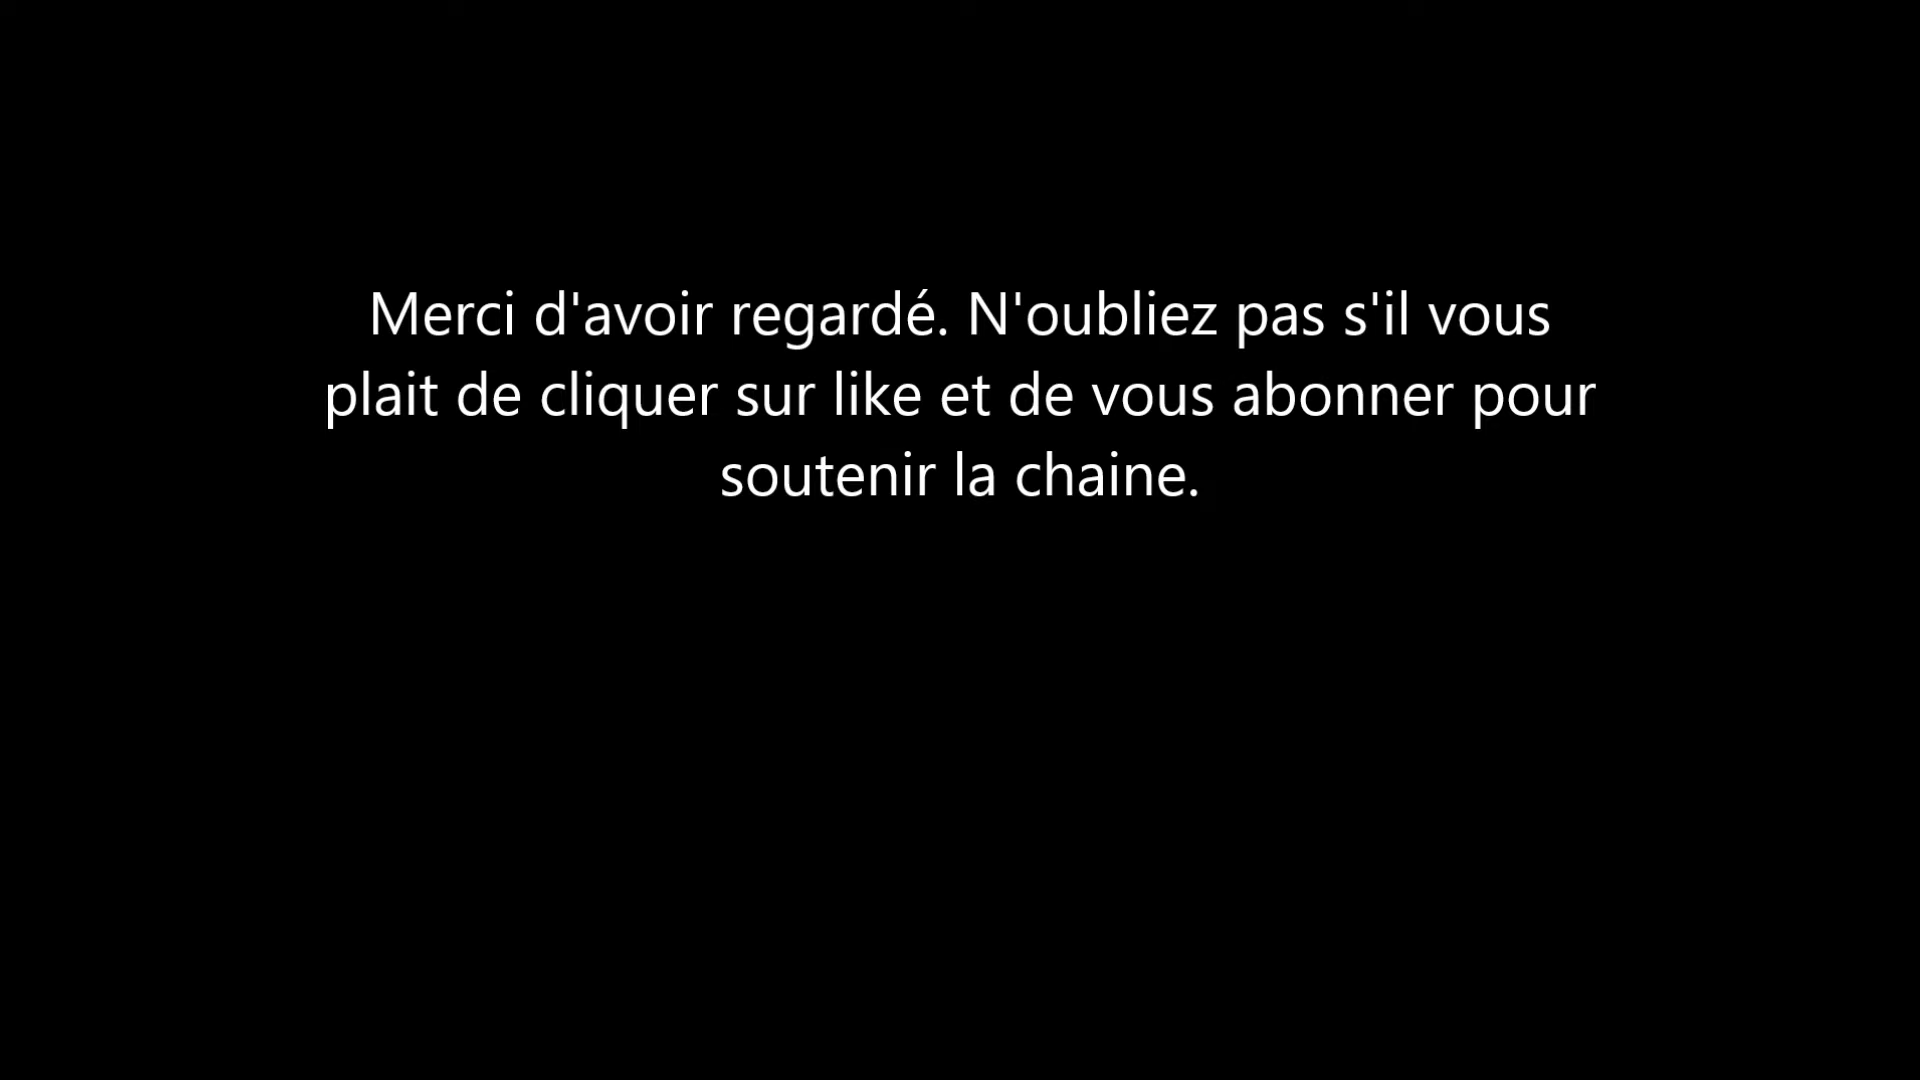 Merci d'avoir regardé. N'oubliez pas s'il vous
plait de cliquer sur like et de vous abonner pour
soutenir la chaine.